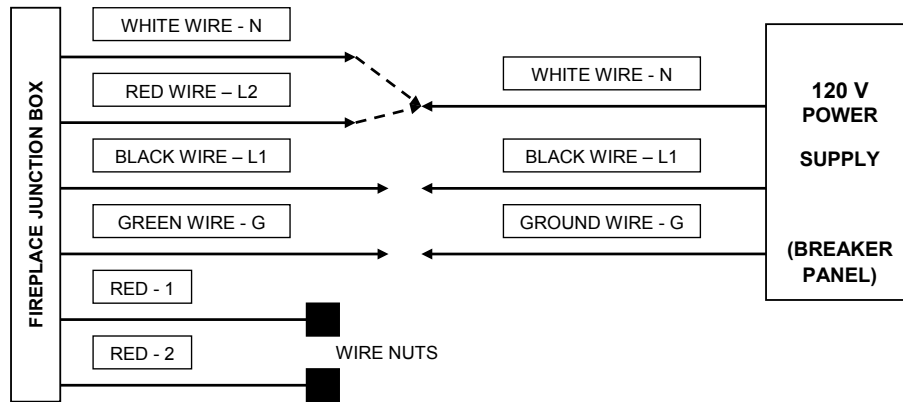 FIREPLACE JUNCTION BOX
WHITE WIRE - N
RED WIRE – L2
BLACK WIRE – L1
GREEN WIRE - G
RED - 1
RED - 2
WIRE NUTS
WHITE WIRE - N
BLACK WIRE – L1
GROUND WIRE - G
120 V
POWER
SUPPLY
(BREAKER
PANEL)